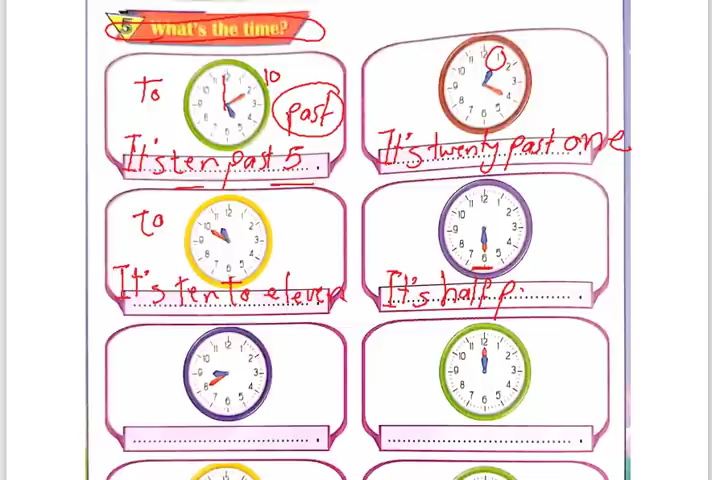 5 What's the time?
To 10 past
It's ten past 5
It's twenty past one
to
It's ten to eleven
It's half p